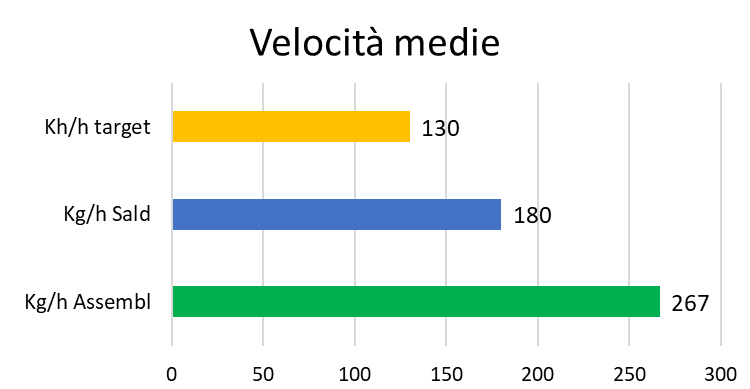 Velocità medie
Kh/h target
130
Kg/h Sald
180
Kg/h Assembl
267
0 50 100 150 200 250 300